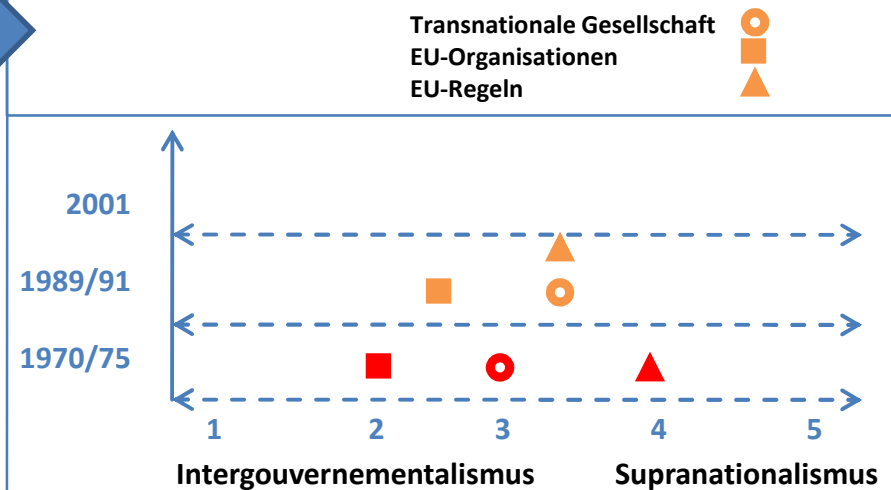 Transnationale Gesellschaft
EU-Organisationen
EU-Regeln
2001
1989/91
1970/75
1 2 3 4 5
Intergouvernementalismus Supranationalismus